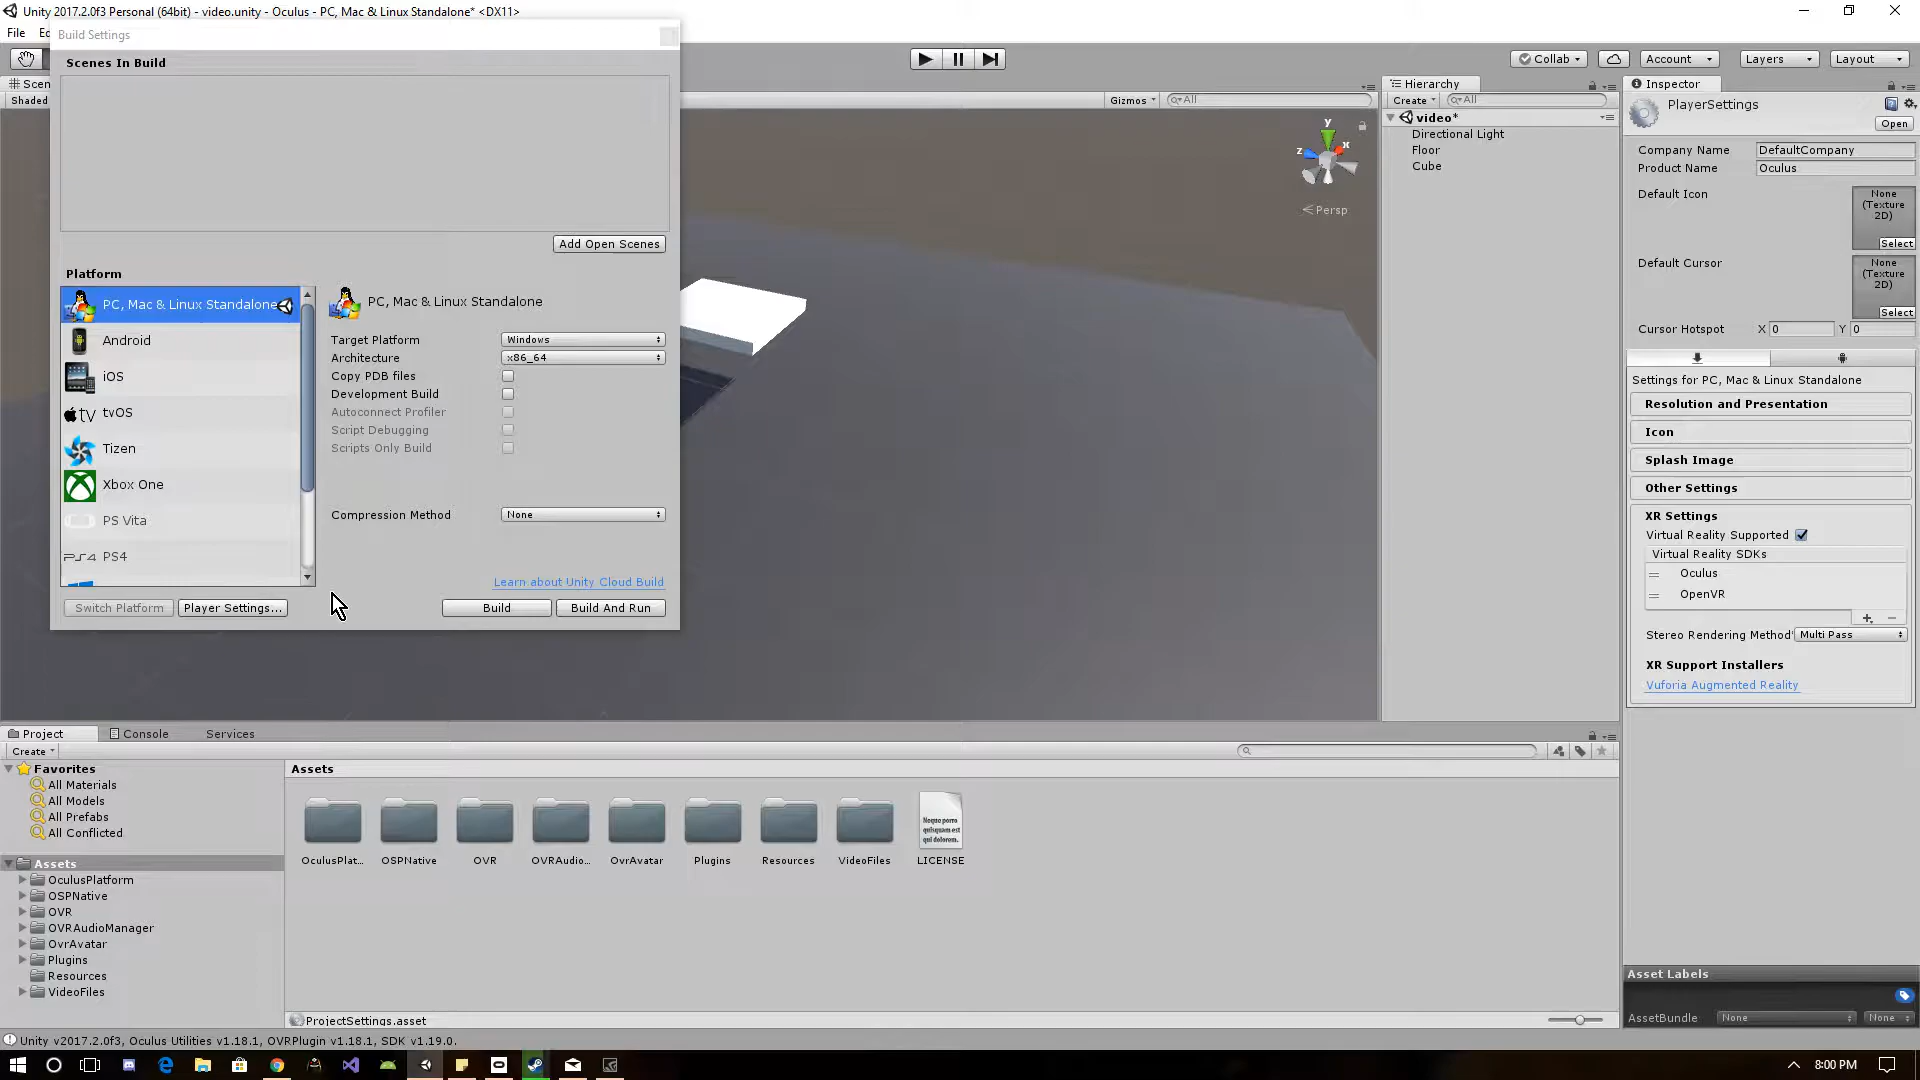 Unity 2017.2.0f3 Personal (64bit) - video.unity - Oculus - PC, Mac & Linux Standalone* <DX11>
File
Build Settings
Scenes In Build
Add Open Scenes
Platform
PC, Mac & Linux Standalone
Android
iOS
tvOS
Tizen
Xbox One
PS Vita
PS4
PC, Mac & Linux Standalone
Target Platform Windows
Architecture x86_64
Copy PDB files
Development Build
Autoconnect Profiler
Script Debugging
Scripts Only Build
Compression Method None
Learn about Unity Cloud Build
Switch Platform Player Settings... Build Build And Run
Shaded
Gizmos All
y
z x
Persp
Collab Account Layers Layout
Hierarchy
Create All
video*
Directional Light
Floor
Cube
Inspector
PlayerSettings
Open
Company Name DefaultCompany
Product Name Oculus
Default Icon
None
(Texture
2D)
Select
Default Cursor
None
(Texture
2D)
Select
Cursor Hotspot X 0 Y 0
Settings for PC, Mac & Linux Standalone
Resolution and Presentation
Icon
Splash Image
Other Settings
XR Settings
Virtual Reality Supported
Virtual Reality SDKs
Oculus
OpenVR
Stereo Rendering Method* Multi Pass
XR Support Installers
Vuforia Augmented Reality
Asset Labels
AssetBundle None None
Project Console Services
Create
Favorites
All Materials
All Models
All Prefabs
All Conflicted
Assets
OculusPlatform
OSPNative
OVR
OVRAudioManager
OvrAvatar
Plugins
Resources
VideoFiles
Assets
Neque porro
quisquam est
qui dolorem.
OculusPlat... OSPNative OVR OVRAudio... OvrAvatar Plugins Resources VideoFiles LICENSE
ProjectSettings.asset
Unity v2017.2.0f3, Oculus Utilities v1.18.1, OVRPlugin v1.18.1, SDK v1.19.0.
8:00 PM